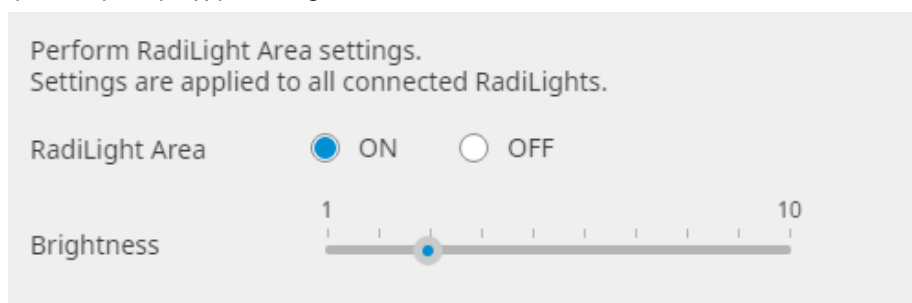 Perform RadiLight Area settings.
Settings are applied to all connected RadiLights.
RadiLight Area ON OFF
1 10
Brightness